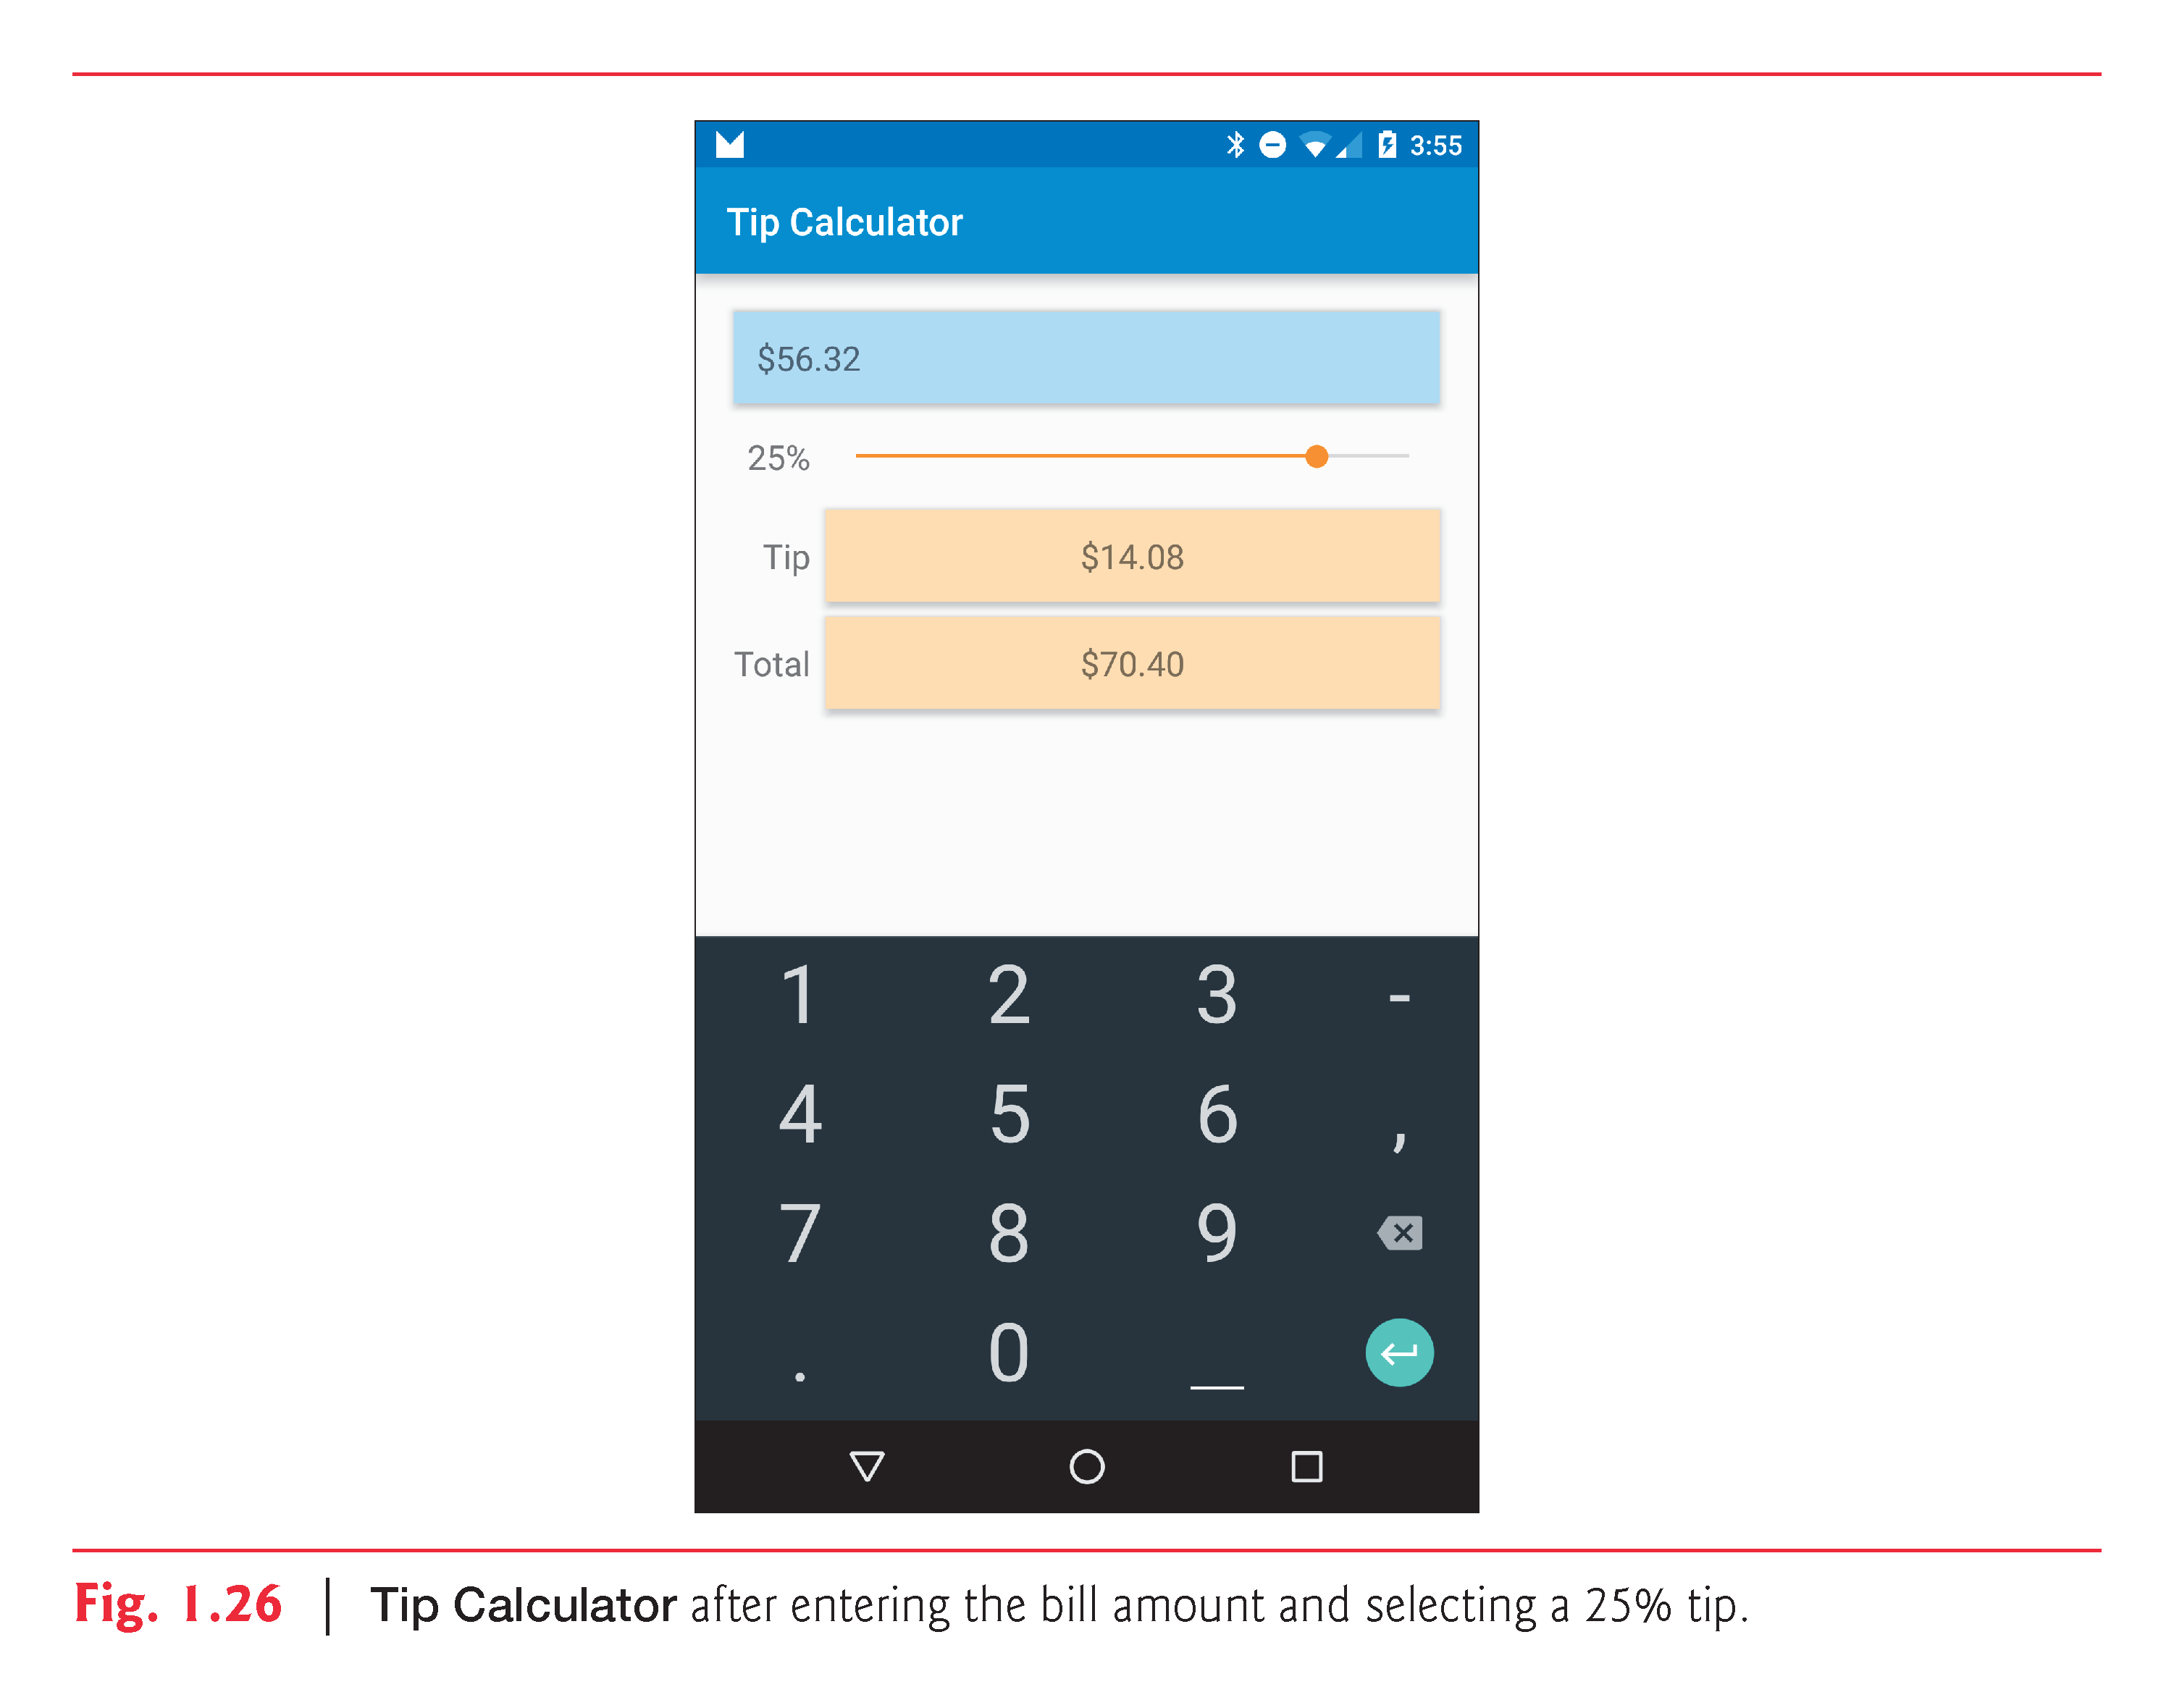 3:55
Tip Calculator
$56.32
25%
Tip $14.08
Total $70.40
1 2 3 -
4 5 6 ,
7 8 9
. 0
Fig. 1.26 | Tip Calculator after entering the bill amount and selecting a 25% tip.